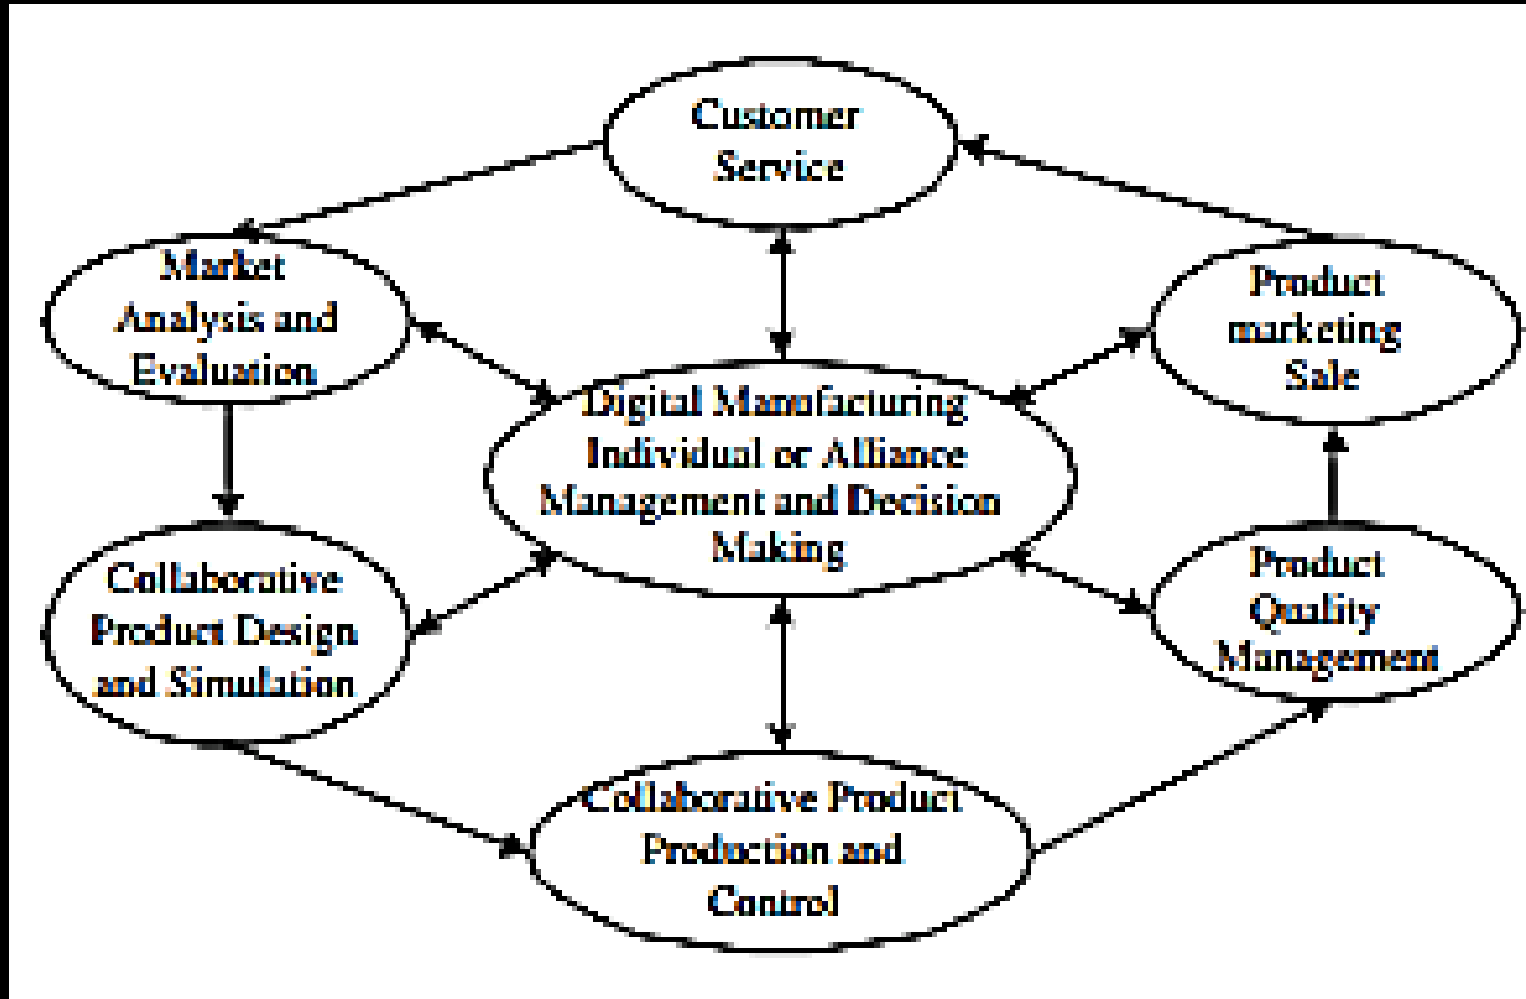 Customer
Service
Market
Analysis and
Evaluation
Product
marketing
Sale
Digital Manufacturing
Individual or Alliance
Management and Decision
Making
Collaborative
Product Design
and Simulation
Product
Quality
Management
Collaborative Product
Production and
Control